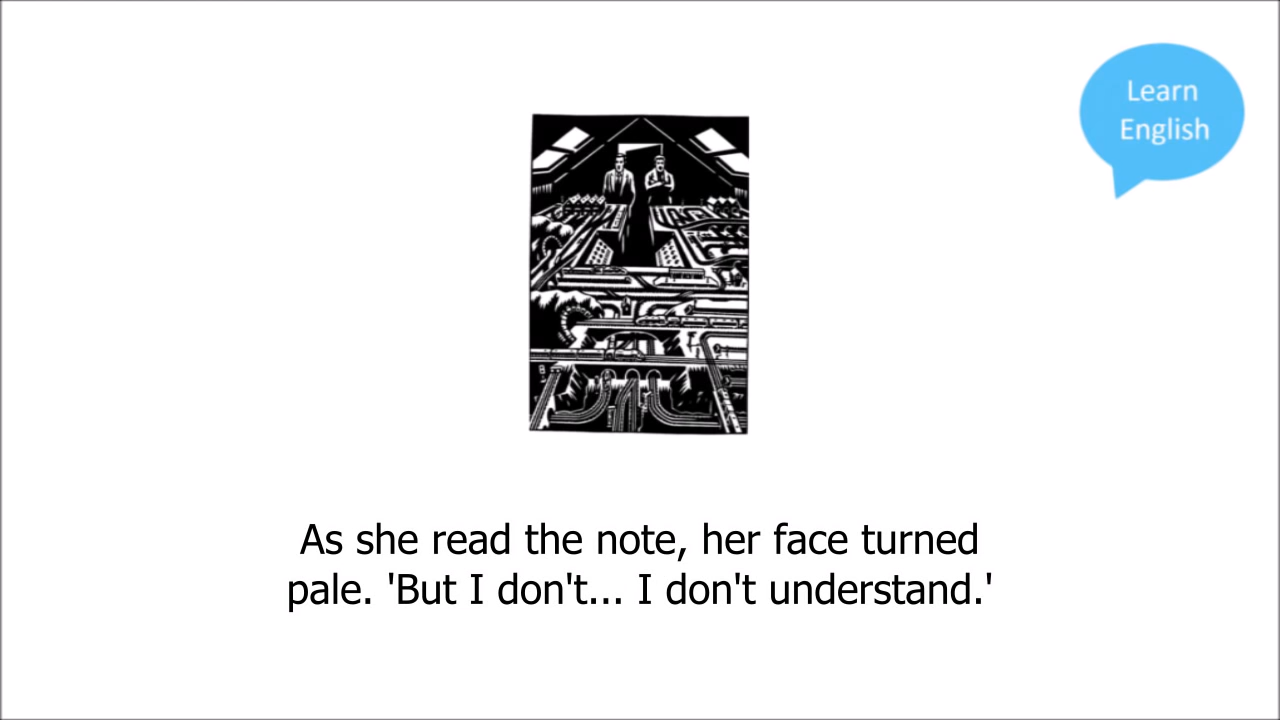 Learn
English
As she read the note, her face turned
pale. 'But I don't... I don't understand.'